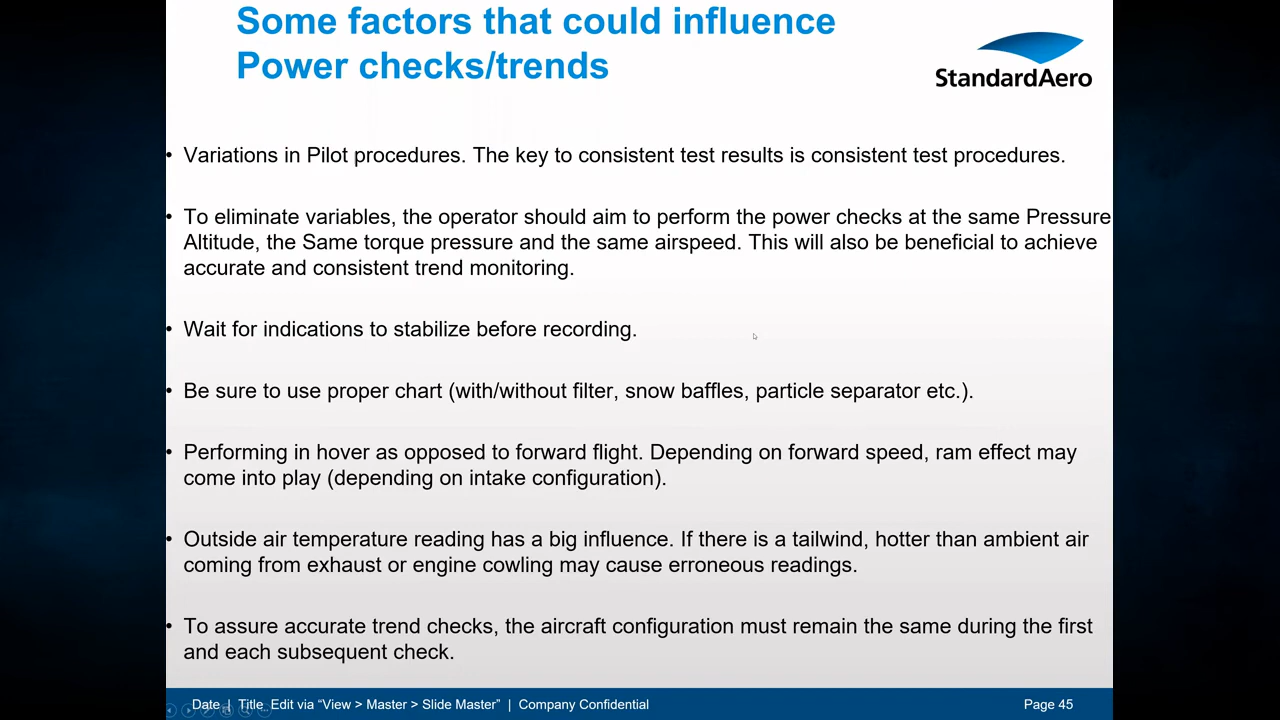 Some factors that could influence
Power checks/trends
StandardAero
• Variations in Pilot procedures. The key to consistent test results is consistent test procedures.
• To eliminate variables, the operator should aim to perform the power checks at the same Pressure
Altitude, the Same torque pressure and the same airspeed. This will also be beneficial to achieve
accurate and consistent trend monitoring.
• Wait for indications to stabilize before recording.
• Be sure to use proper chart (with/without filter, snow baffles, particle separator etc.).
• Performing in hover as opposed to forward flight. Depending on forward speed, ram effect may
come into play (depending on intake configuration).
• Outside air temperature reading has a big influence. If there is a tailwind, hotter than ambient air
coming from exhaust or engine cowling may cause erroneous readings.
• To assure accurate trend checks, the aircraft configuration must remain the same during the first
and each subsequent check.
Date | Title Edit via “View > Master > Slide Master” | Company Confidential Page 45